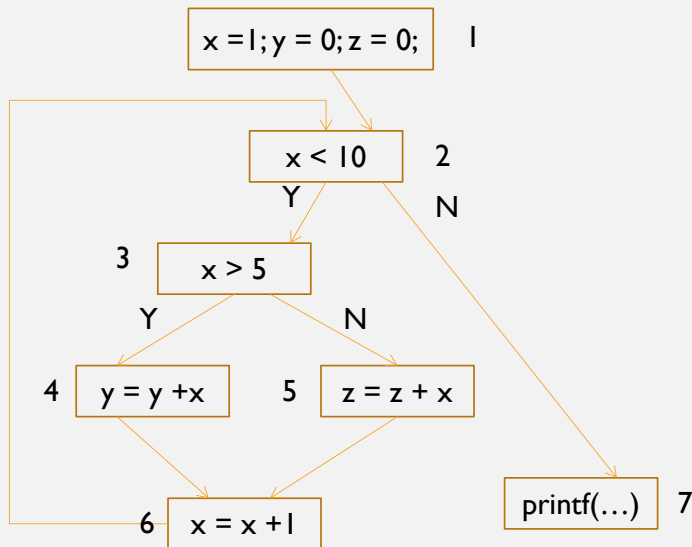 x =1; y = 0; z = 0; 1
x < 10 2
Y
N
3 x > 5
Y N
4 y = y +x 5 z = z + x
6 x = x +1 printf(…) 7